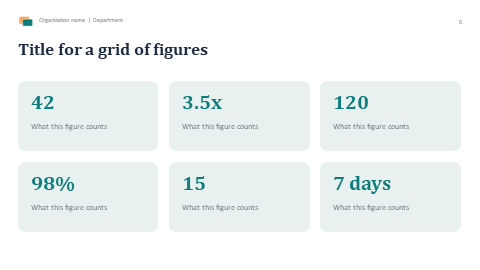 Organization name | Department
6
Title for a grid of figures
42
What this figure counts
3.5x
What this figure counts
120
What this figure counts
98%
What this figure counts
15
What this figure counts
7 days
What this figure counts